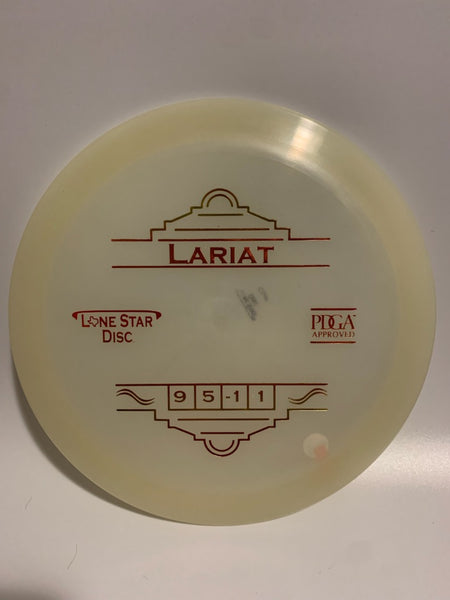 LARIAT
LONE STAR
DISC
PDGA
APPROVED
9 5 -1 1